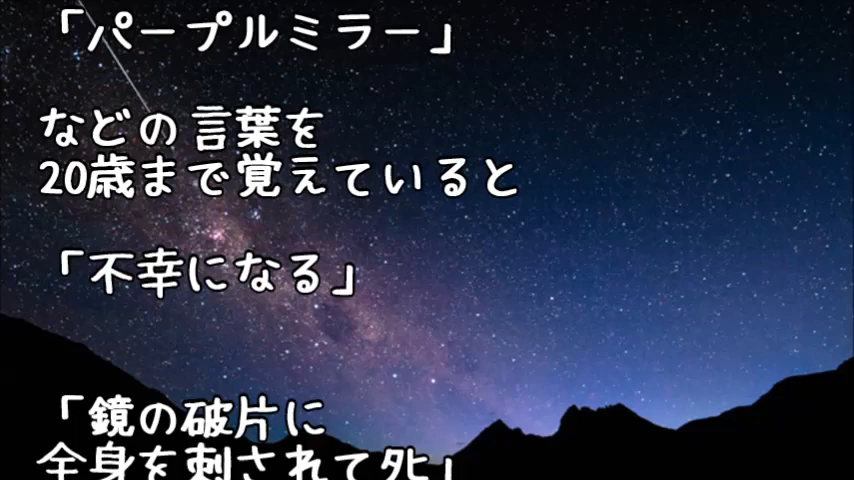 「パープルミラー」
などの言葉を
20歳まで覚えていると
「不幸になる」
「鏡の破片に
全身を刺されてタヒ」